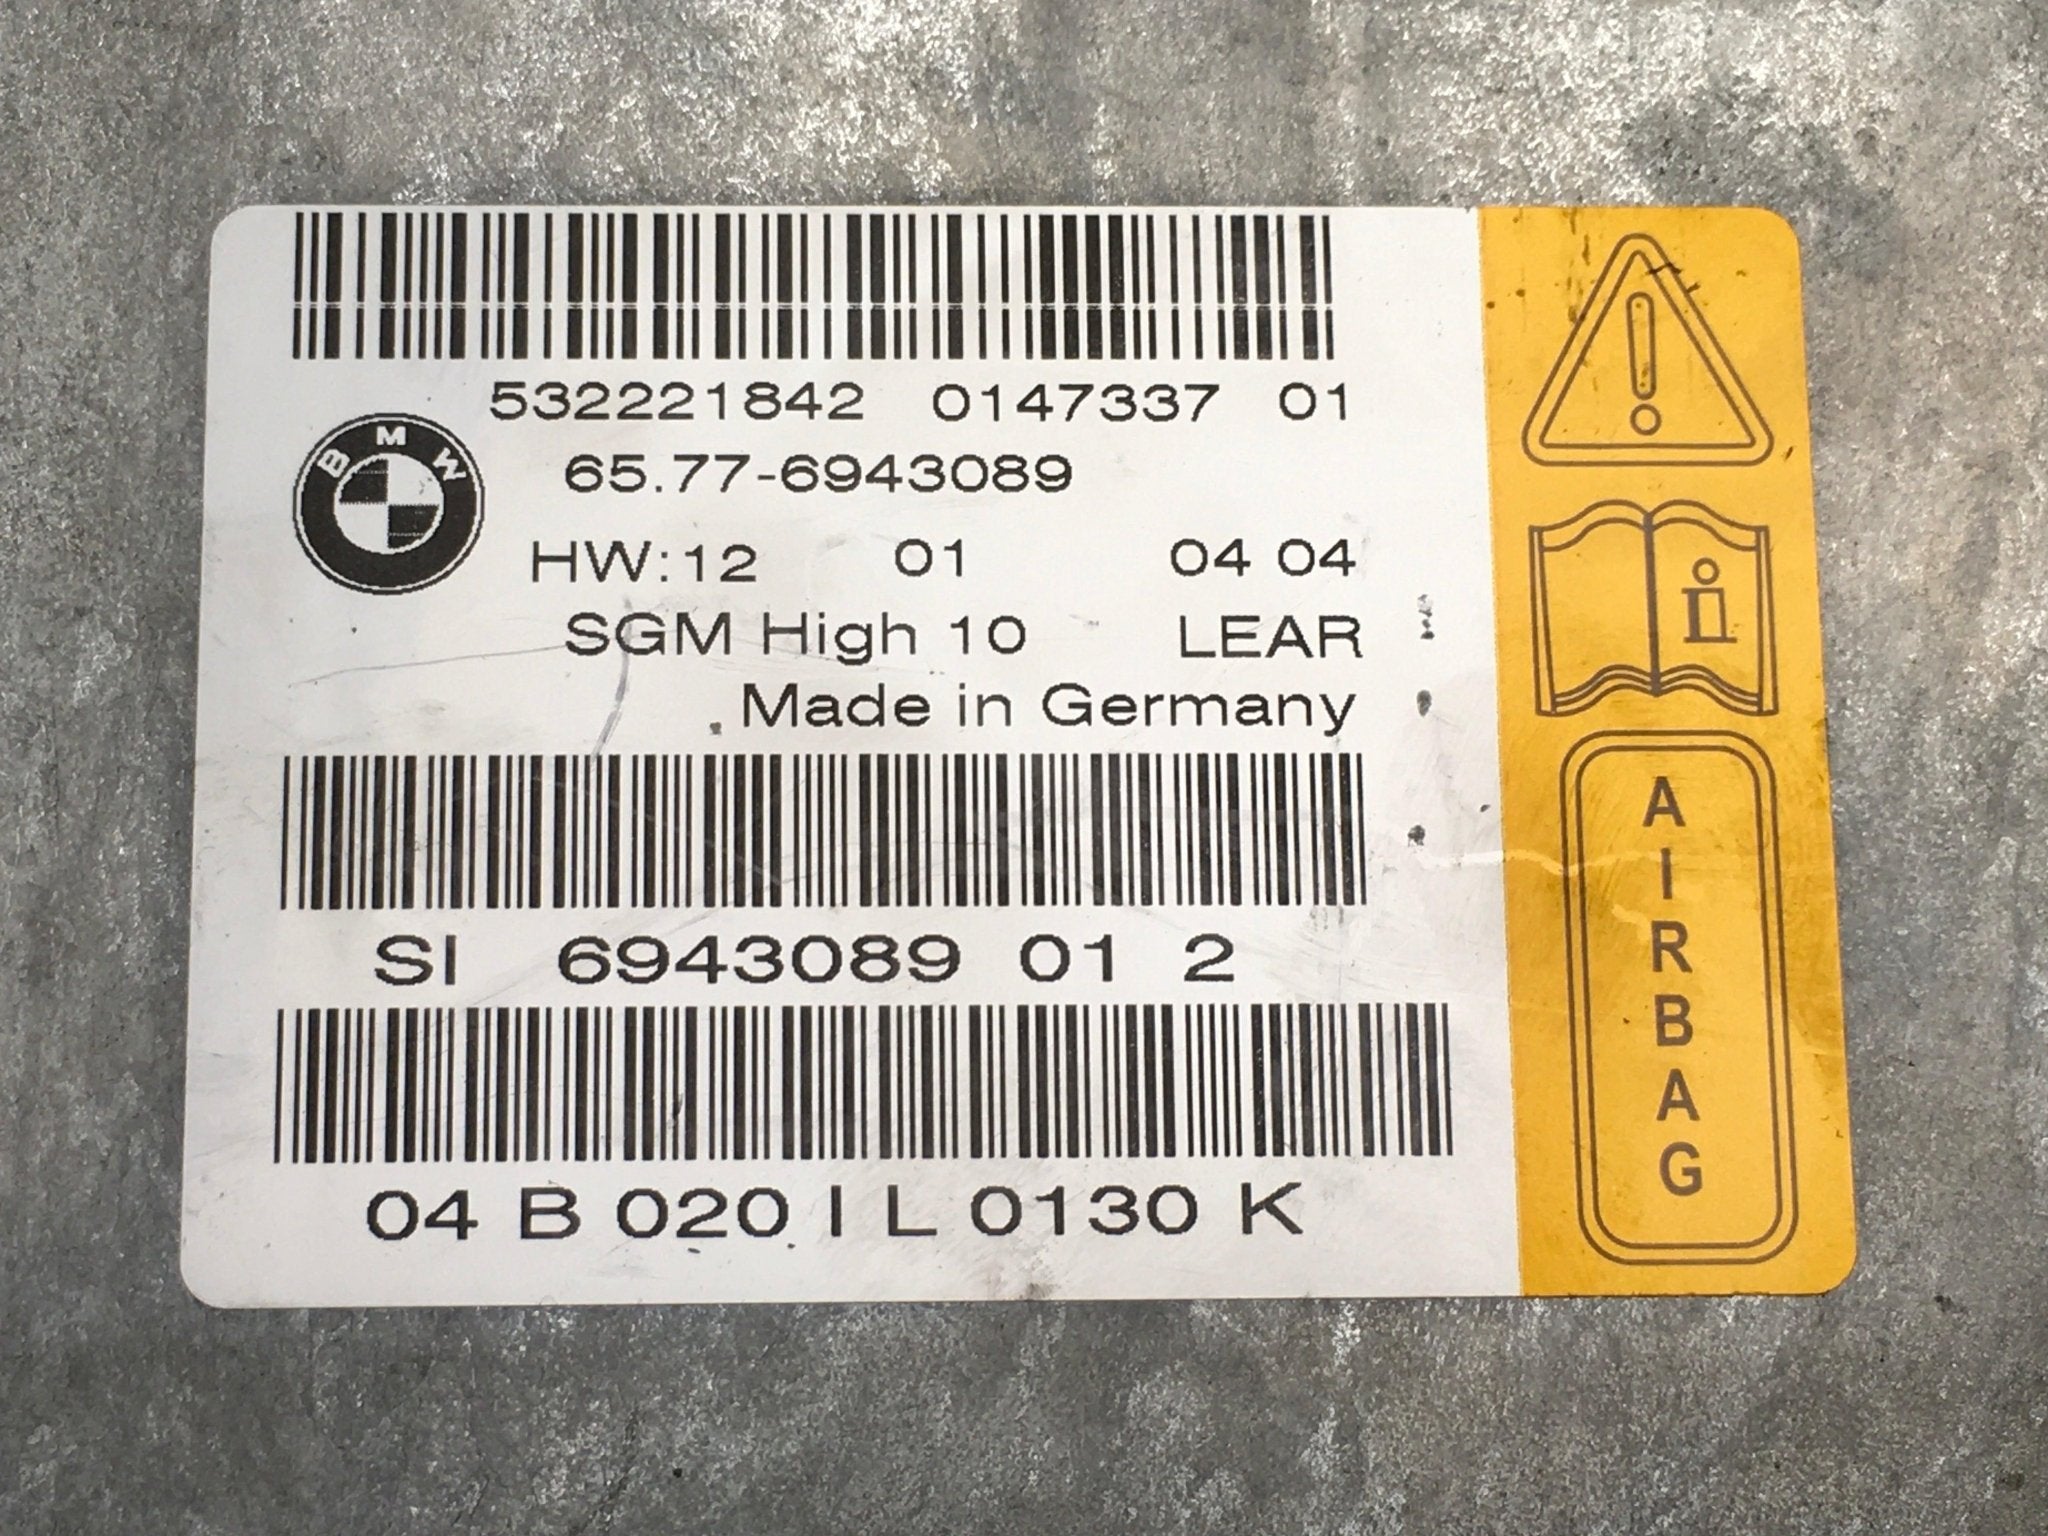 532221842 0147337 01
BMW
65.77-6943089
HW:12 01 04 04
SGM High 10 LEAR
Made in Germany
SI 6943089 01 2
04 B 020 I L 0130 K
i
AIRBAG